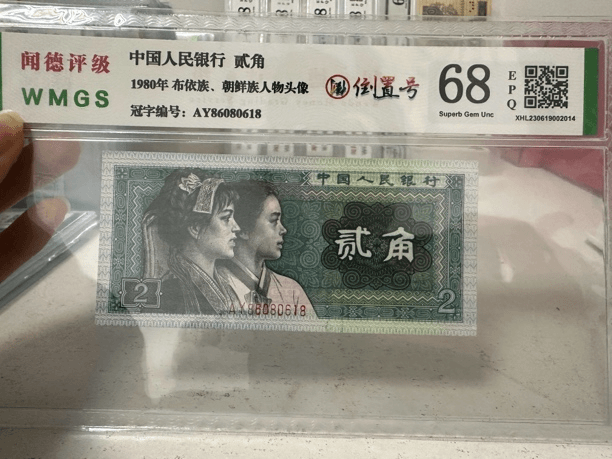 闻德评级
WMGS
中国人民银行 贰角
1980年 布依族、朝鲜族人物头像
冠字编号：AY86080618
倒置号
68
Superb Gem Unc
EPQ
XHL230619002014
中国人民银行
贰角
2
2
AY86080618